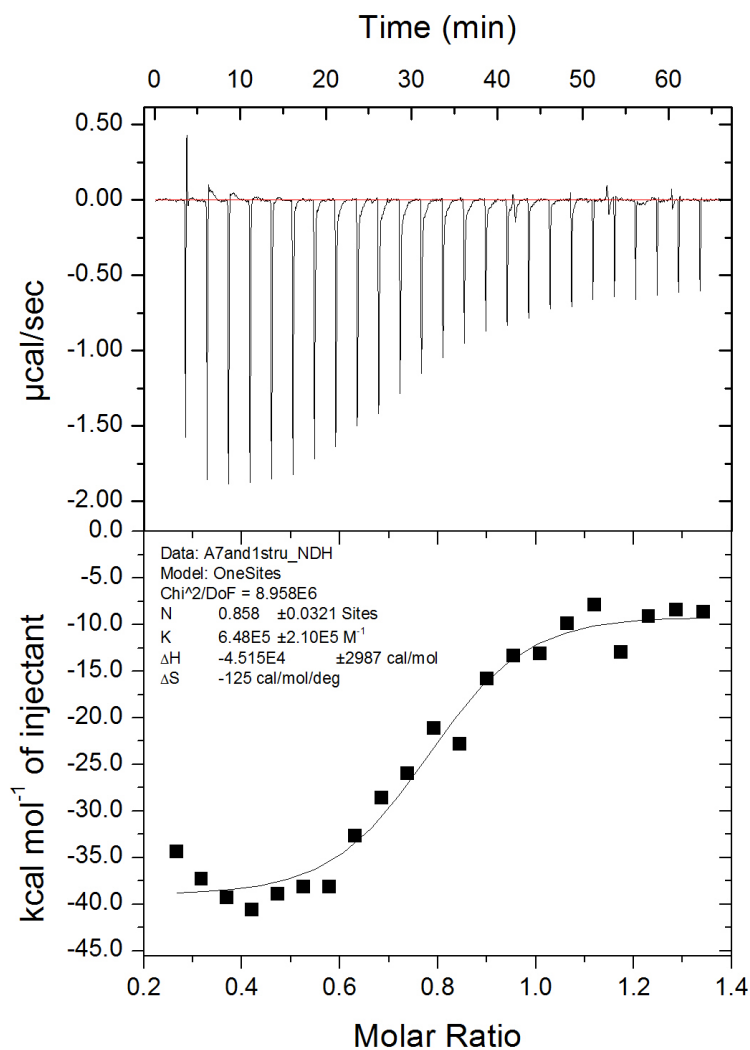 Time (min)
0 10 20 30 40 50 60
0.50
0.00
-0.50
-1.00
-1.50
-2.00
µcal/sec
0.0
-5.0
-10.0
-15.0
-20.0
-25.0
-30.0
-35.0
-40.0
-45.0
kcal mol⁻¹ of injectant
Data: A7and1stru_NDH
Model: OneSites
Chi^2/DoF = 8.958E6
N 0.858 ±0.0321 Sites
K 6.48E5 ±2.10E5 M⁻¹
ΔH -4.515E4 ±2987 cal/mol
ΔS -125 cal/mol/deg
0.2 0.4 0.6 0.8 1.0 1.2 1.4
Molar Ratio